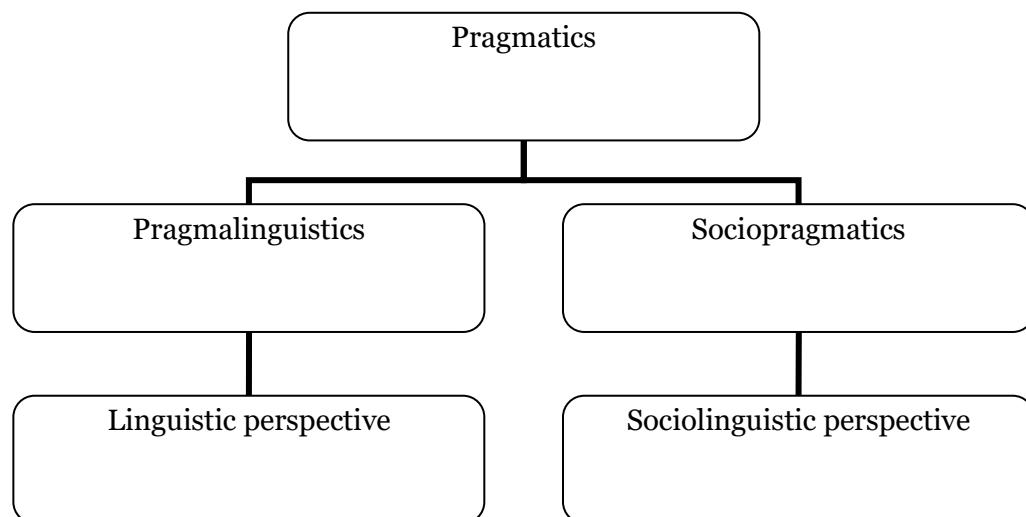 Pragmatics
Pragmalinguistics
Sociopragmatics
Linguistic perspective
Sociolinguistic perspective